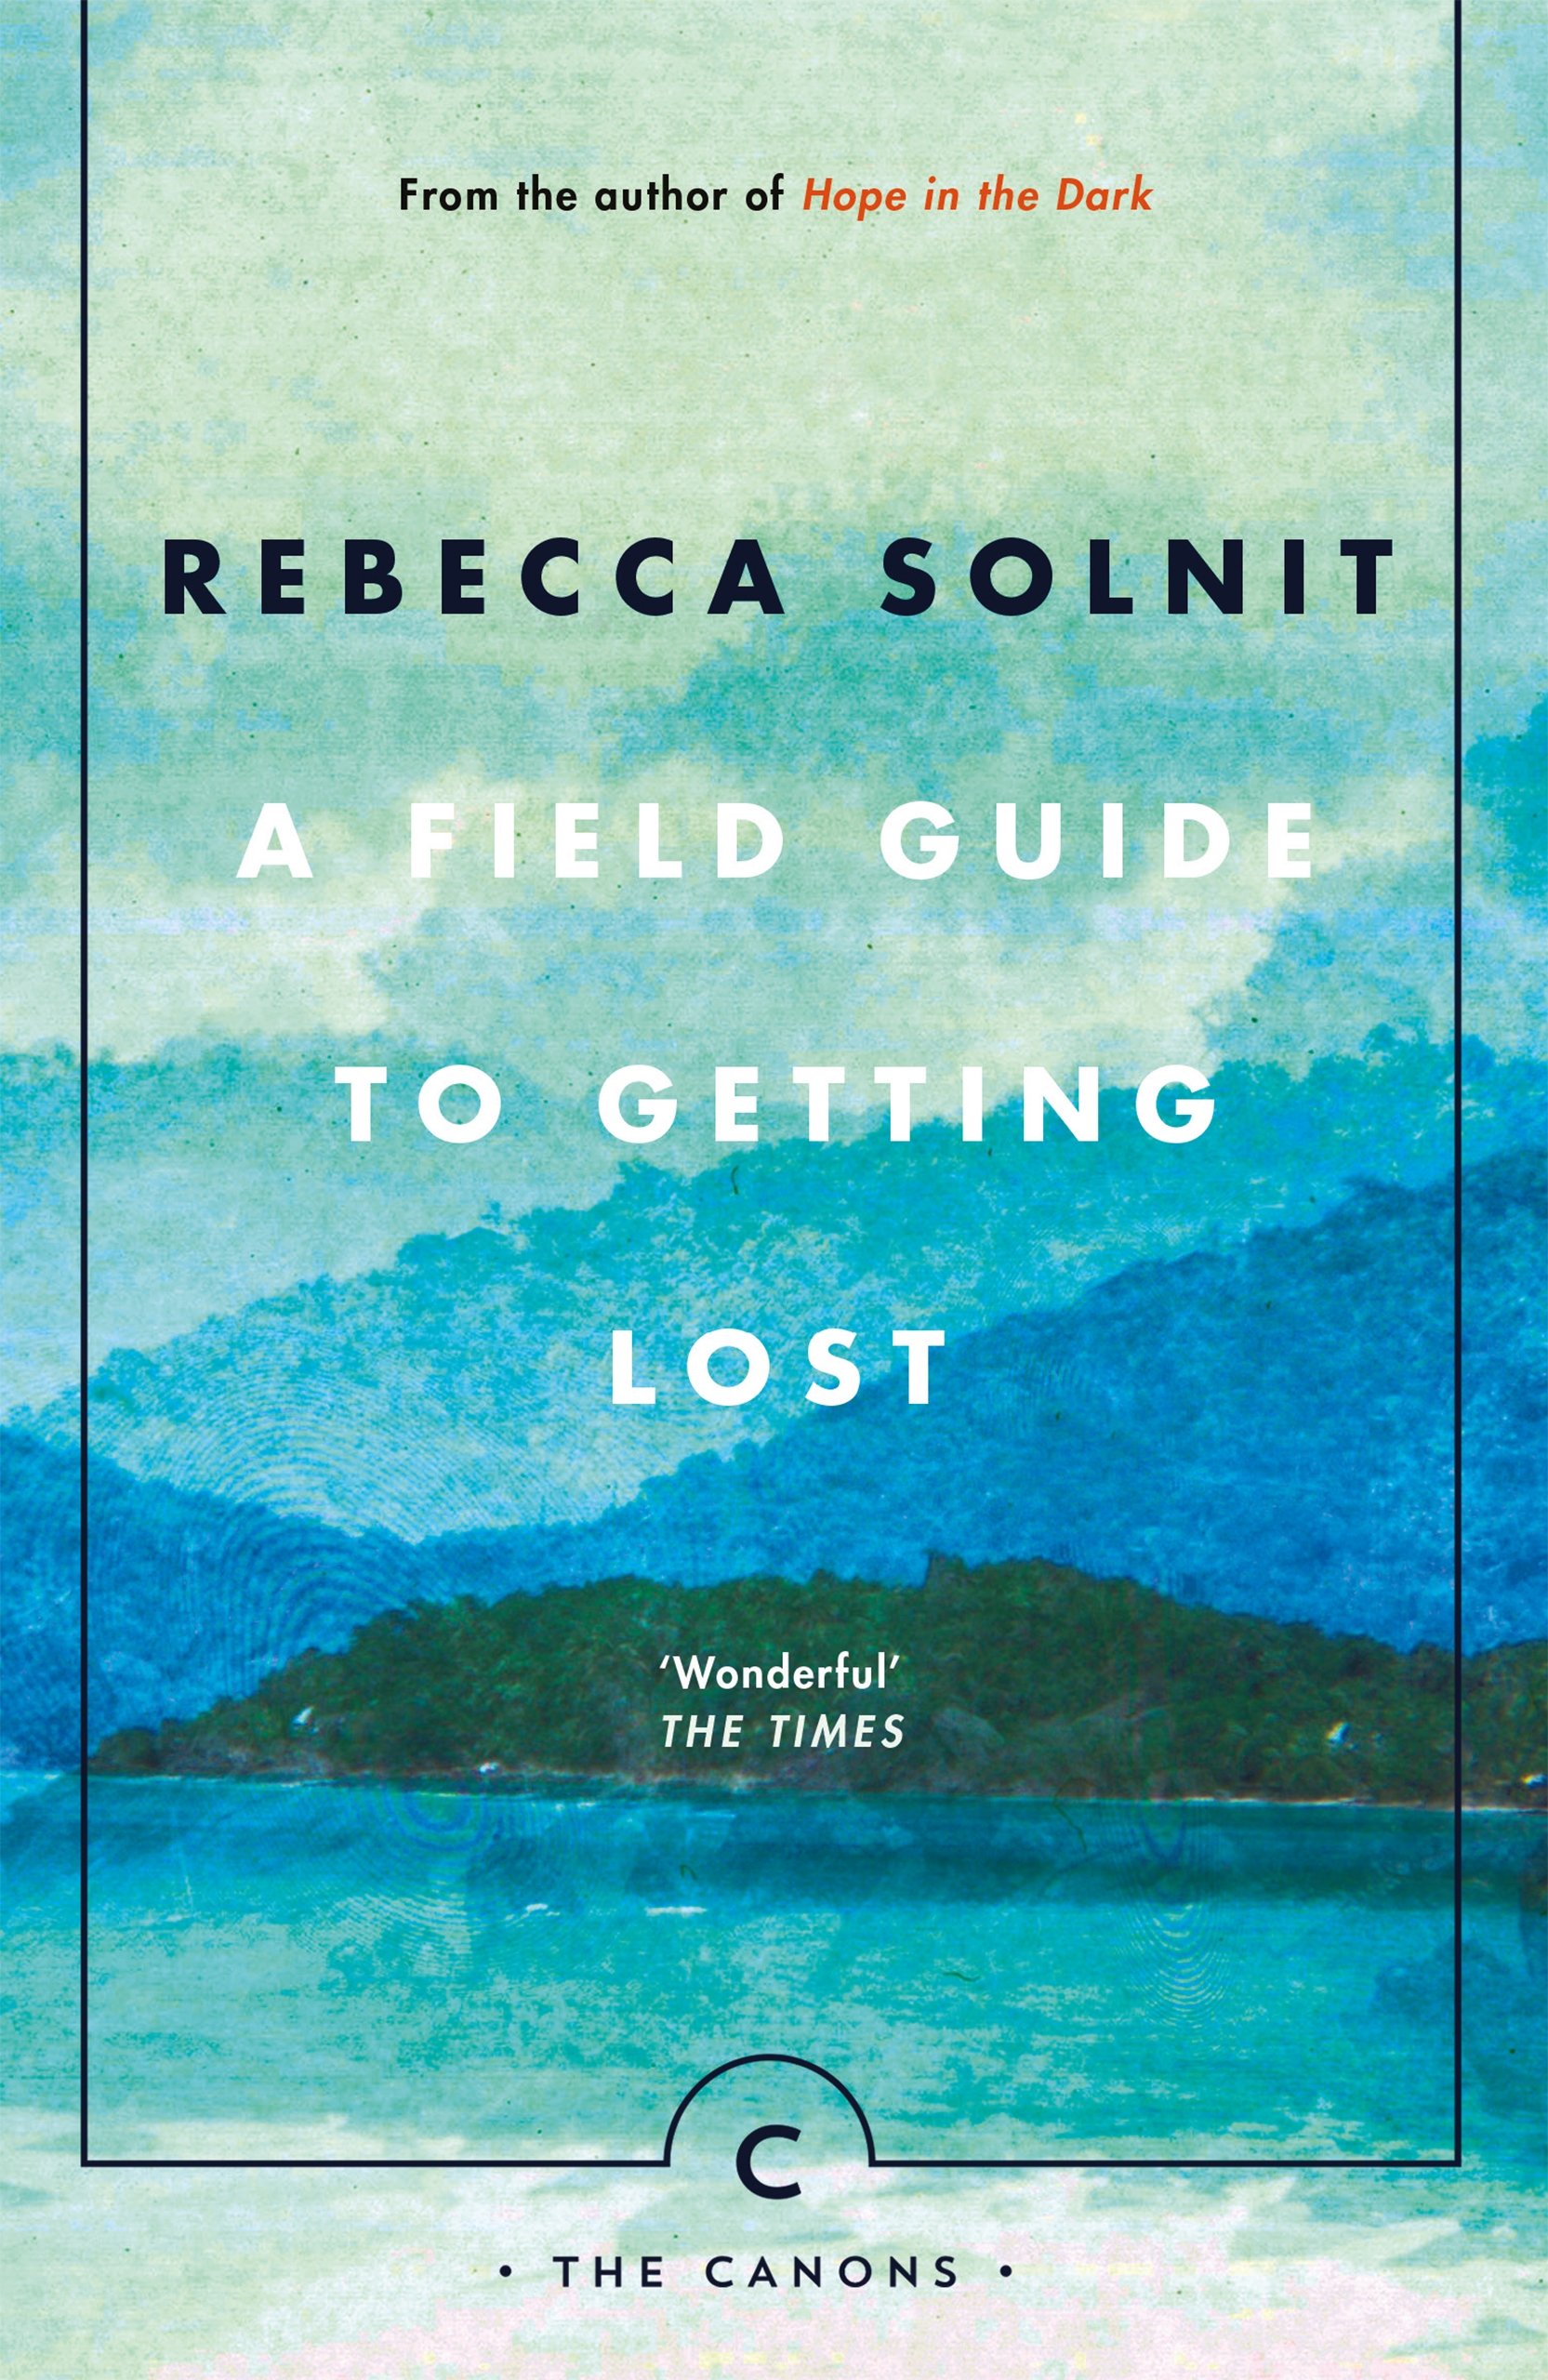 From the author of Hope in the Dark
REBECCA SOLNIT
A FIELD GUIDE
TO GETTING
LOST
‘Wonderful’
THE TIMES
C
• THE CANONS •